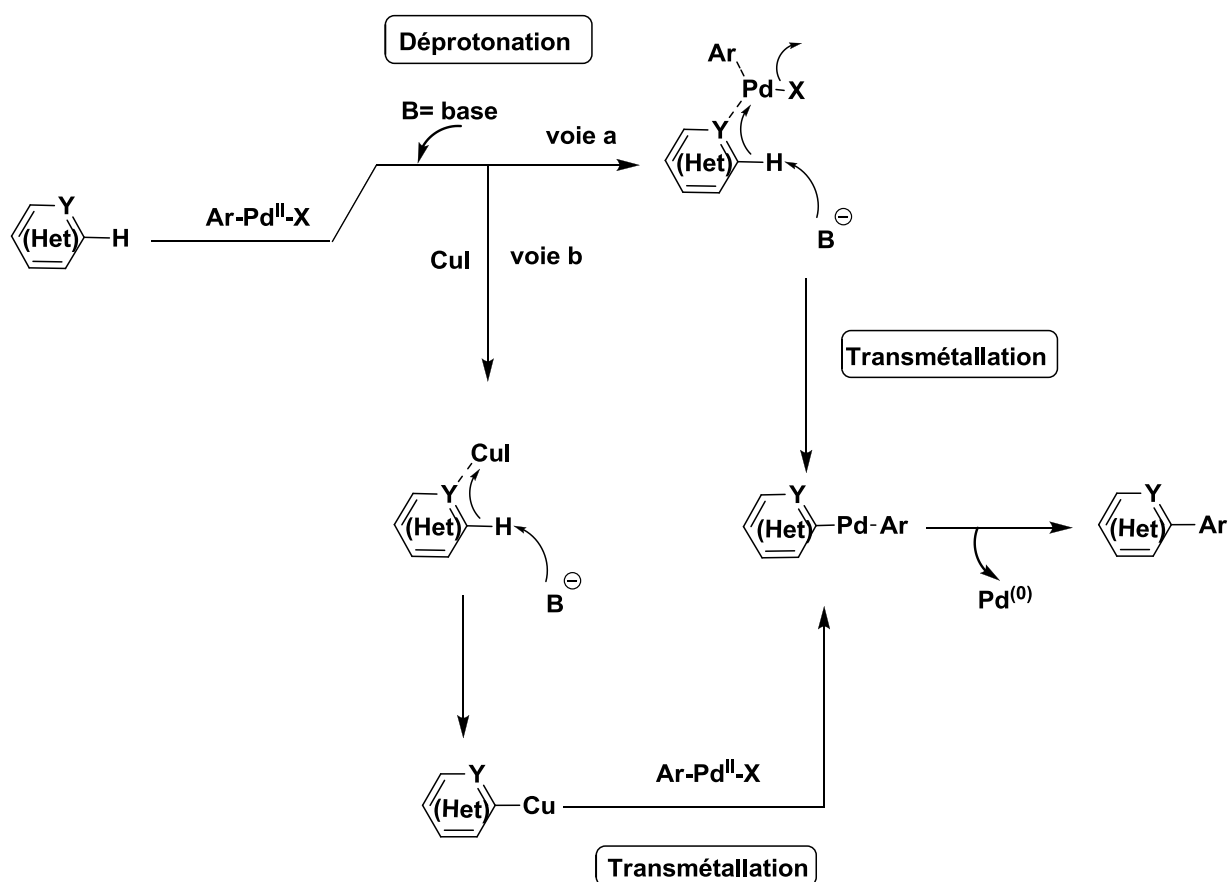 Déprotonation
Ar
Pd
X
B= base
voie a
Y
(Het)
H
Y
(Het)
H
Ar-Pd^II-X
B^⊖
CuI
voie b
Transmétallation
CuI
Y
(Het)
H
B^⊖
Y
(Het)
Pd-Ar
Pd^(0)
Y
(Het)
Ar
Y
(Het)
Cu
Ar-Pd^II-X
Transmétallation